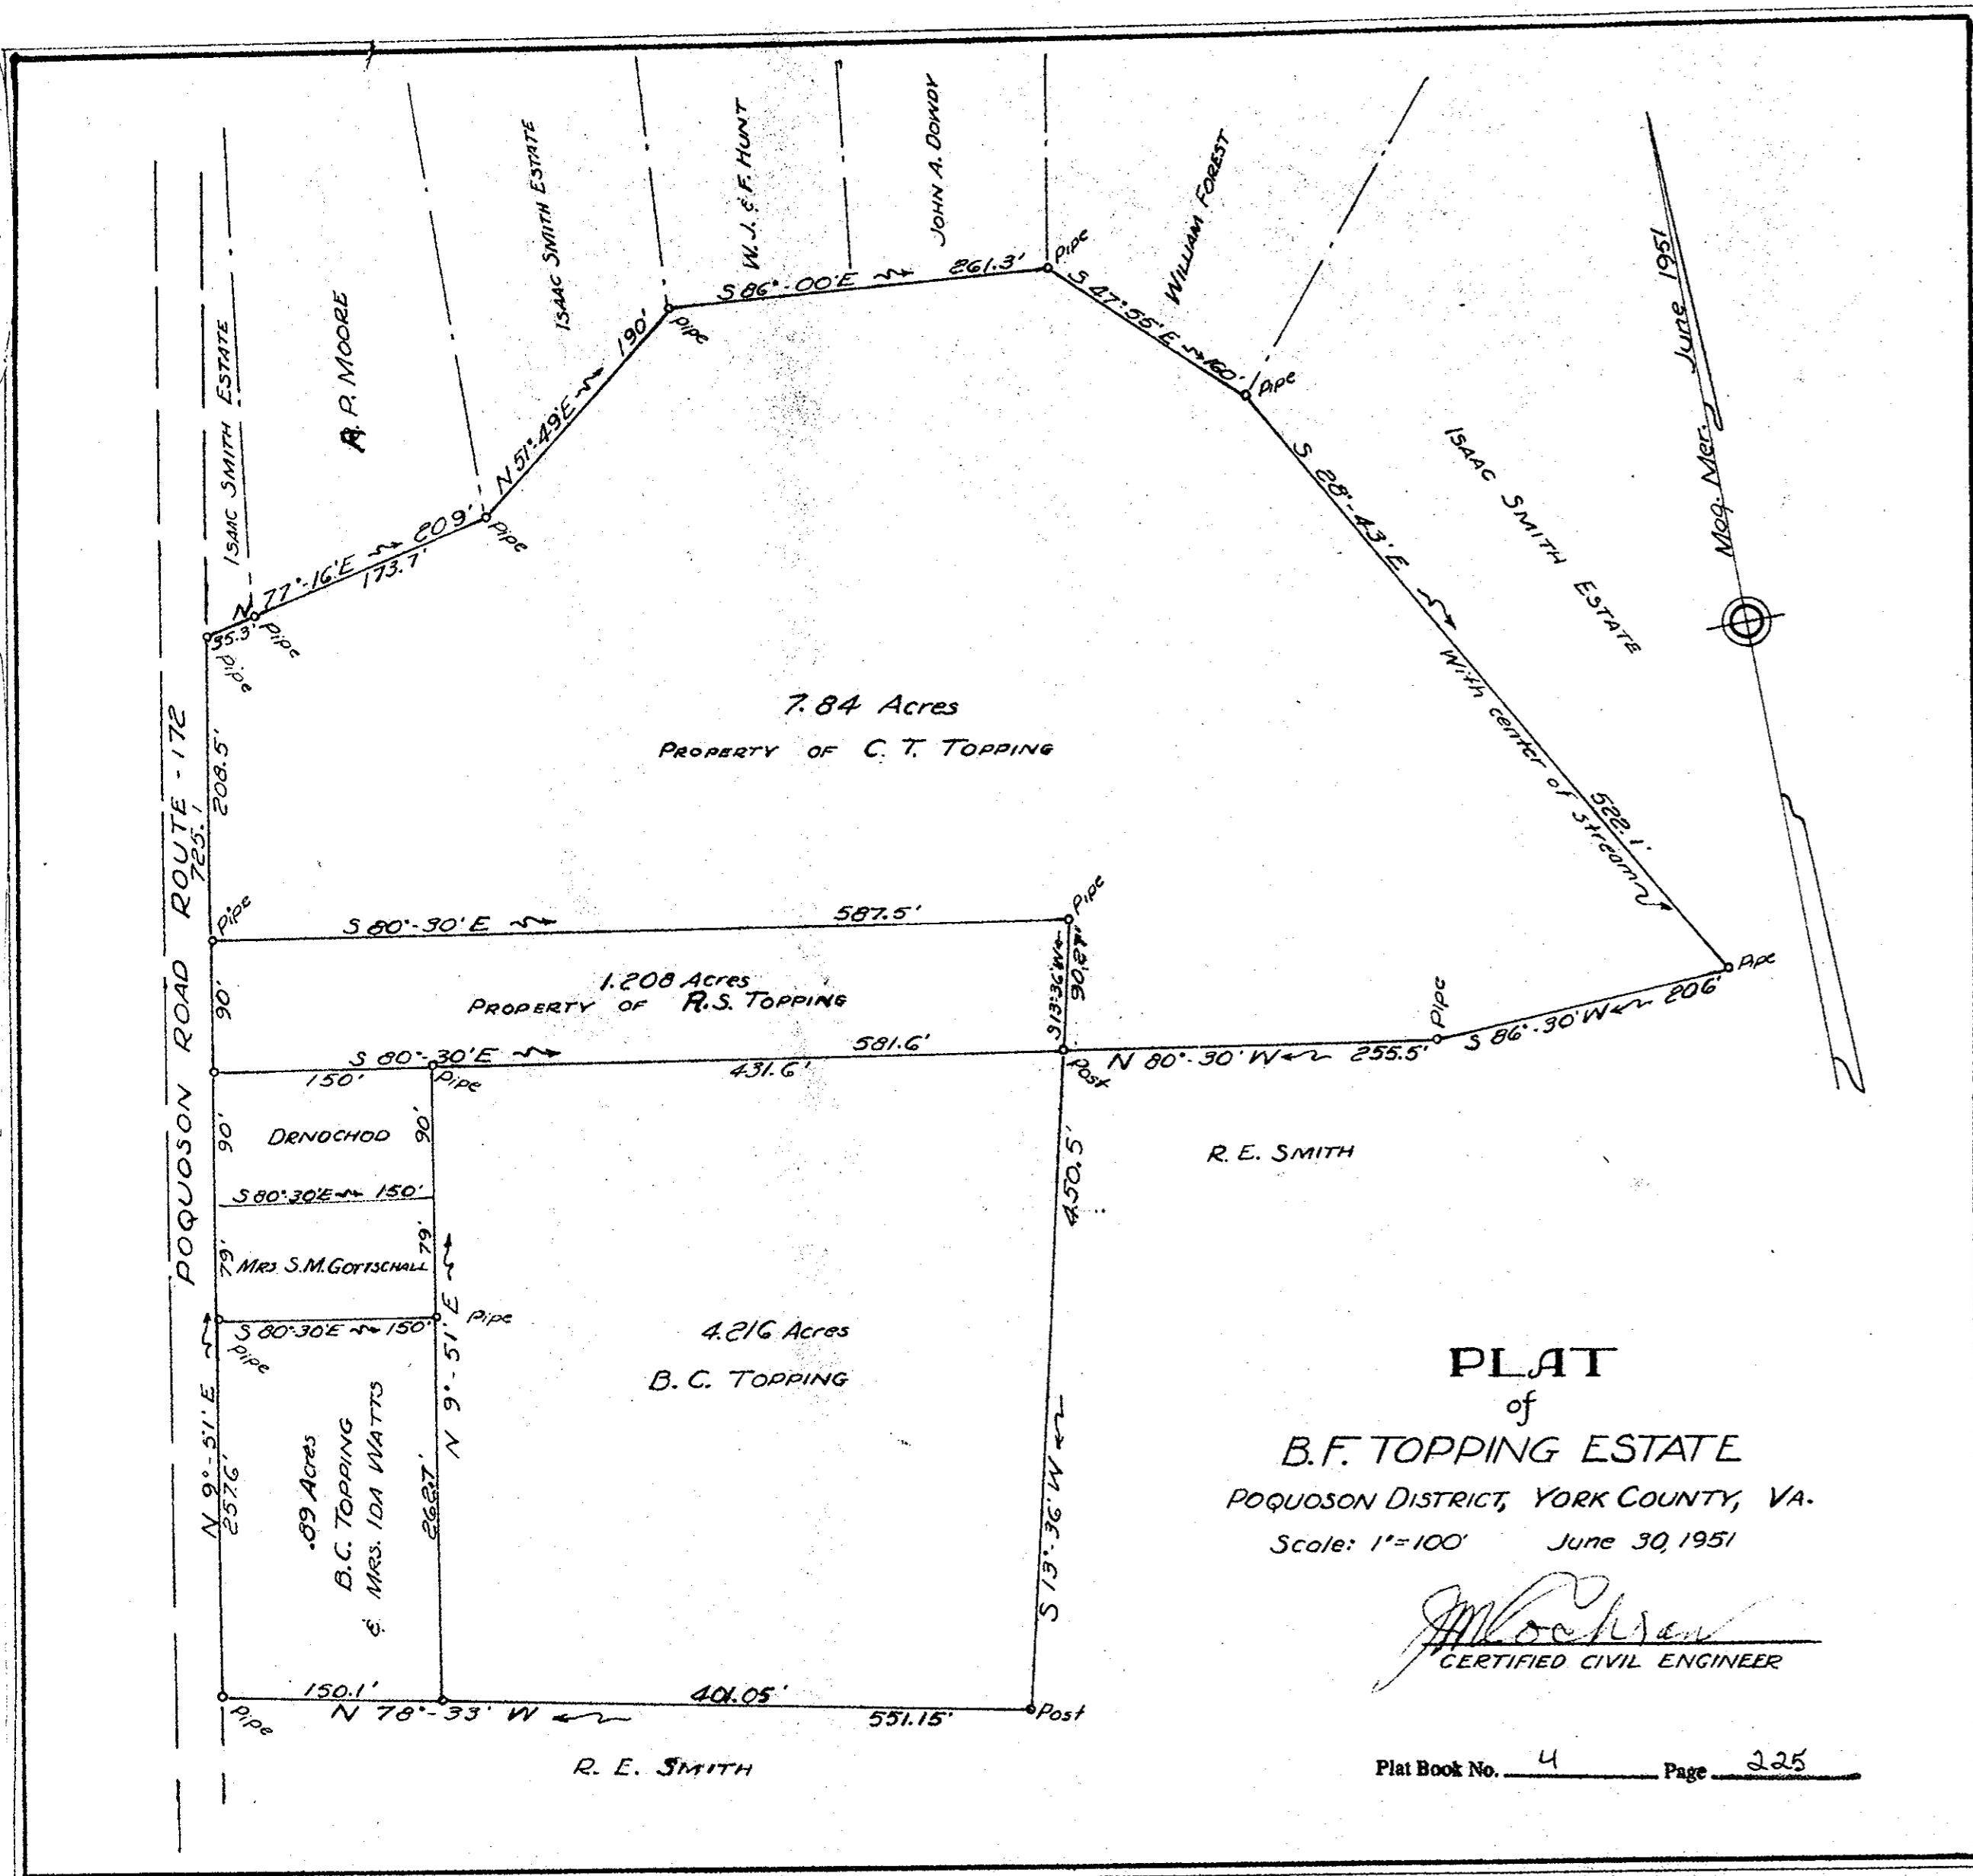 ISAAC SMITH ESTATE
R. P. MOORE
ISAAC SMITH ESTATE
W. J. & F. HUNT
JOHN A. DOWDY
WILLIAM FOREST
ISAAC SMITH ESTATE
Mag. Mer. June 1951
N 77°-16'E 209'
35.3'
173.7'
Pipe
Pipe
Pipe
N 51°-49'E 190'
Pipe
S 86°-00'E 261.3'
Pipe
S 47°-55'E 160'
Pipe
S 28°-43'E
With center of stream
522.1'
Pipe
7.84 Acres
PROPERTY OF C. T. TOPPING
POQUOSON ROAD ROUTE - 172
725.1
208.5'
Pipe
S 80°-30'E 587.5'
Pipe
90'
1.208 Acres
PROPERTY OF R.S. TOPPING
S 13°-36'W
90.27'
S 86°-30'W 206'
Pipe
N 80°-30'W 255.5'
Post
S 80°-30'E 581.6'
150'
Pipe
431.6'
90'
DRNOCHOD
90'
S 80°-30'E 150'
79'
MRS S.M. GOTTSCHALL
79'
S 80°-30'E 150'
Pipe
Pipe
N 9°-51' E
257.6'
.89 Acres
B.C. TOPPING
& MRS. IDA WATTS
262.7'
N 9°-51' E
4.216 Acres
B. C. TOPPING
450.5'
S 13°-36' W
R. E. SMITH
150.1'
401.05'
Pipe
N 78°-33' W
551.15'
Post
R. E. SMITH
PLAT
of
B.F. TOPPING ESTATE
POQUOSON DISTRICT, YORK COUNTY, VA.
Scale: 1"=100' June 30, 1951
JM Cochran
CERTIFIED CIVIL ENGINEER
Plat Book No. 4 Page 225